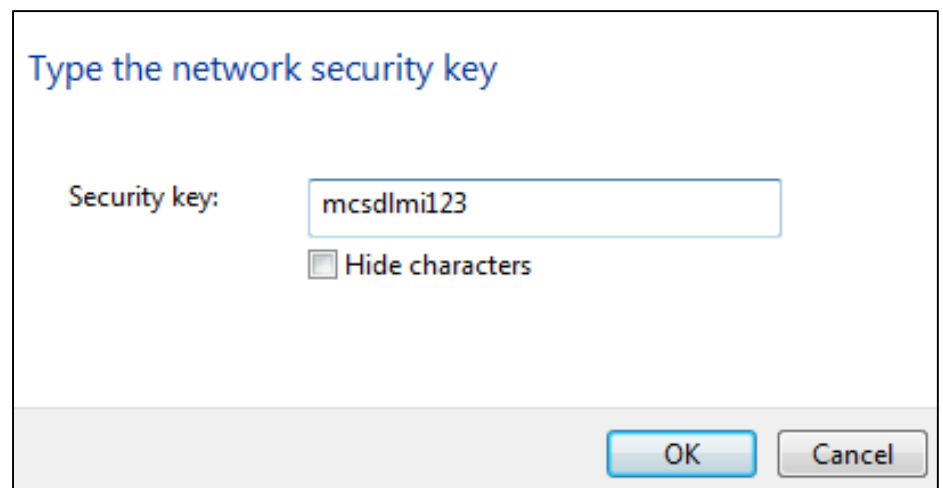 Type the network security key
Security key:
mcsdlmi123
Hide characters
OK
Cancel